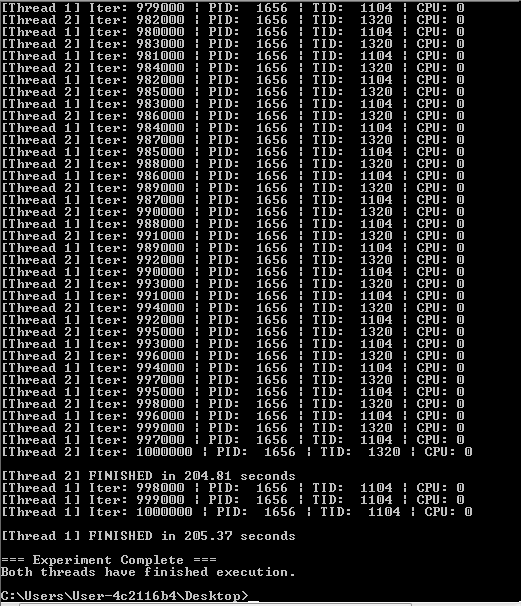 [Thread 1] Iter: 979000 ¦ PID:  1656 ¦ TID:  1104 ¦ CPU: 0
[Thread 2] Iter: 982000 ¦ PID:  1656 ¦ TID:  1320 ¦ CPU: 0
[Thread 1] Iter: 980000 ¦ PID:  1656 ¦ TID:  1104 ¦ CPU: 0
[Thread 2] Iter: 983000 ¦ PID:  1656 ¦ TID:  1320 ¦ CPU: 0
[Thread 1] Iter: 981000 ¦ PID:  1656 ¦ TID:  1104 ¦ CPU: 0
[Thread 2] Iter: 984000 ¦ PID:  1656 ¦ TID:  1320 ¦ CPU: 0
[Thread 1] Iter: 982000 ¦ PID:  1656 ¦ TID:  1104 ¦ CPU: 0
[Thread 2] Iter: 985000 ¦ PID:  1656 ¦ TID:  1320 ¦ CPU: 0
[Thread 1] Iter: 983000 ¦ PID:  1656 ¦ TID:  1104 ¦ CPU: 0
[Thread 2] Iter: 986000 ¦ PID:  1656 ¦ TID:  1320 ¦ CPU: 0
[Thread 1] Iter: 984000 ¦ PID:  1656 ¦ TID:  1104 ¦ CPU: 0
[Thread 2] Iter: 987000 ¦ PID:  1656 ¦ TID:  1320 ¦ CPU: 0
[Thread 1] Iter: 985000 ¦ PID:  1656 ¦ TID:  1104 ¦ CPU: 0
[Thread 2] Iter: 988000 ¦ PID:  1656 ¦ TID:  1320 ¦ CPU: 0
[Thread 1] Iter: 986000 ¦ PID:  1656 ¦ TID:  1104 ¦ CPU: 0
[Thread 2] Iter: 989000 ¦ PID:  1656 ¦ TID:  1320 ¦ CPU: 0
[Thread 1] Iter: 987000 ¦ PID:  1656 ¦ TID:  1104 ¦ CPU: 0
[Thread 2] Iter: 990000 ¦ PID:  1656 ¦ TID:  1320 ¦ CPU: 0
[Thread 1] Iter: 988000 ¦ PID:  1656 ¦ TID:  1104 ¦ CPU: 0
[Thread 2] Iter: 991000 ¦ PID:  1656 ¦ TID:  1320 ¦ CPU: 0
[Thread 1] Iter: 989000 ¦ PID:  1656 ¦ TID:  1104 ¦ CPU: 0
[Thread 2] Iter: 992000 ¦ PID:  1656 ¦ TID:  1320 ¦ CPU: 0
[Thread 1] Iter: 990000 ¦ PID:  1656 ¦ TID:  1104 ¦ CPU: 0
[Thread 2] Iter: 993000 ¦ PID:  1656 ¦ TID:  1320 ¦ CPU: 0
[Thread 1] Iter: 991000 ¦ PID:  1656 ¦ TID:  1104 ¦ CPU: 0
[Thread 2] Iter: 994000 ¦ PID:  1656 ¦ TID:  1320 ¦ CPU: 0
[Thread 1] Iter: 992000 ¦ PID:  1656 ¦ TID:  1104 ¦ CPU: 0
[Thread 2] Iter: 995000 ¦ PID:  1656 ¦ TID:  1320 ¦ CPU: 0
[Thread 1] Iter: 993000 ¦ PID:  1656 ¦ TID:  1104 ¦ CPU: 0
[Thread 2] Iter: 996000 ¦ PID:  1656 ¦ TID:  1320 ¦ CPU: 0
[Thread 1] Iter: 994000 ¦ PID:  1656 ¦ TID:  1104 ¦ CPU: 0
[Thread 2] Iter: 997000 ¦ PID:  1656 ¦ TID:  1320 ¦ CPU: 0
[Thread 1] Iter: 995000 ¦ PID:  1656 ¦ TID:  1104 ¦ CPU: 0
[Thread 2] Iter: 998000 ¦ PID:  1656 ¦ TID:  1320 ¦ CPU: 0
[Thread 1] Iter: 996000 ¦ PID:  1656 ¦ TID:  1104 ¦ CPU: 0
[Thread 2] Iter: 999000 ¦ PID:  1656 ¦ TID:  1320 ¦ CPU: 0
[Thread 1] Iter: 997000 ¦ PID:  1656 ¦ TID:  1104 ¦ CPU: 0
[Thread 2] Iter: 1000000 ¦ PID:  1656 ¦ TID:  1320 ¦ CPU: 0
[Thread 2] FINISHED in 204.81 seconds
[Thread 1] Iter: 998000 ¦ PID:  1656 ¦ TID:  1104 ¦ CPU: 0
[Thread 1] Iter: 999000 ¦ PID:  1656 ¦ TID:  1104 ¦ CPU: 0
[Thread 1] Iter: 1000000 ¦ PID:  1656 ¦ TID:  1104 ¦ CPU: 0
[Thread 1] FINISHED in 205.37 seconds
=== Experiment Complete ===
Both threads have finished execution.
C:\Users\User-4c2116b4\Desktop>_